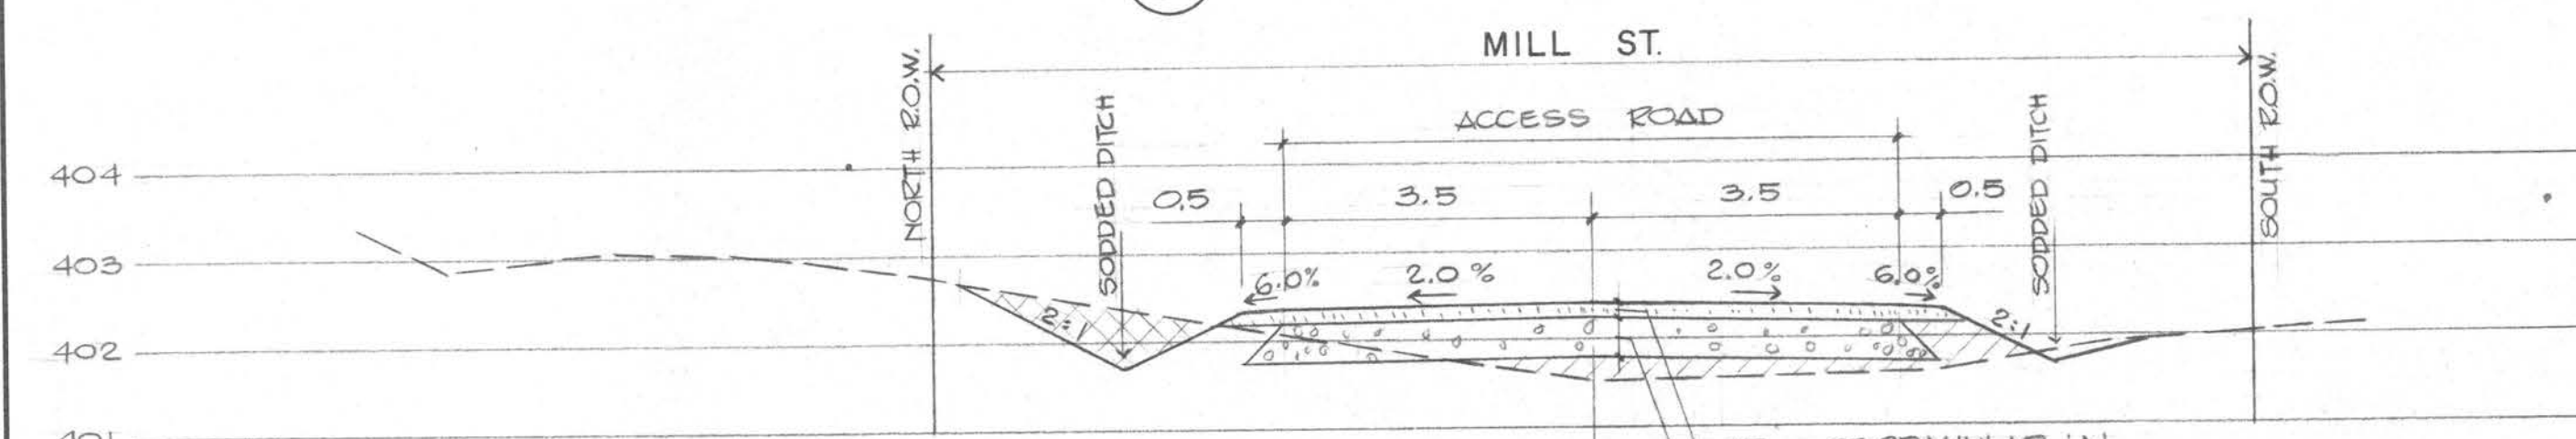 MILL ST.
NORTH R.O.W.
SODDED DITCH
ACCESS ROAD
SODDED DITCH
SOUTH R.O.W.
404
0.5
3.5
3.5
0.5
403
6.0%
2.0%
2.0%
6.0%
2:1
2:1
402